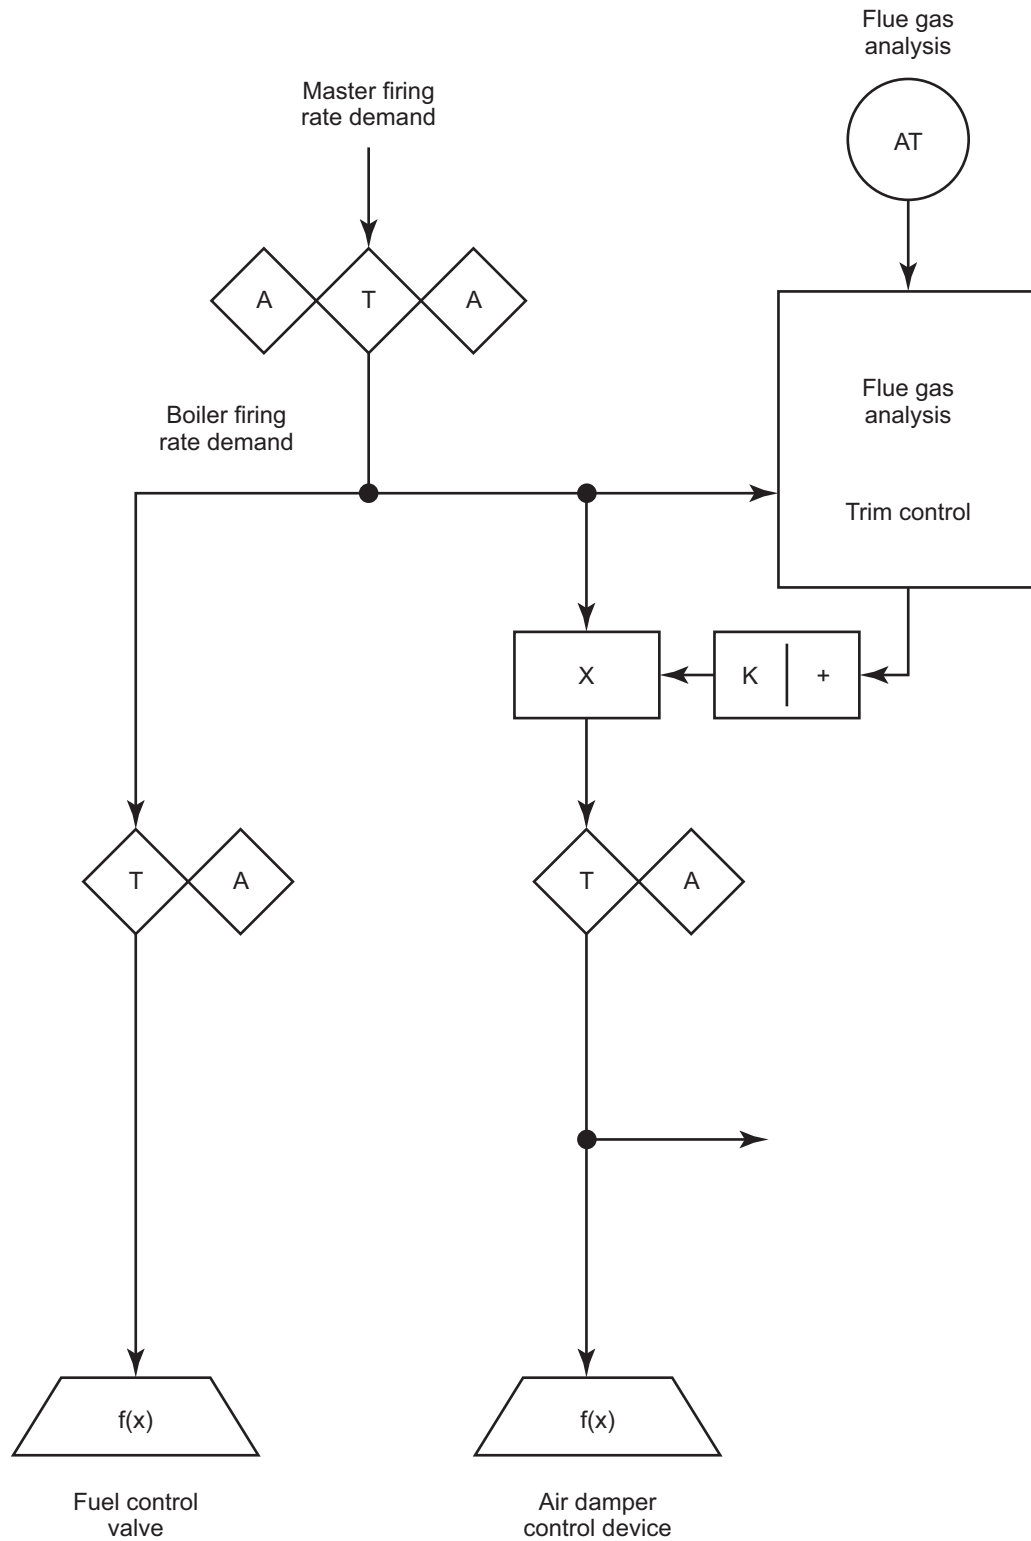 Flue gas
analysis
AT
Master firing
rate demand
A T A
Flue gas
analysis
Trim control
Boiler firing
rate demand
X
K +
T A
T A
f(x)
f(x)
Fuel control
valve
Air damper
control device